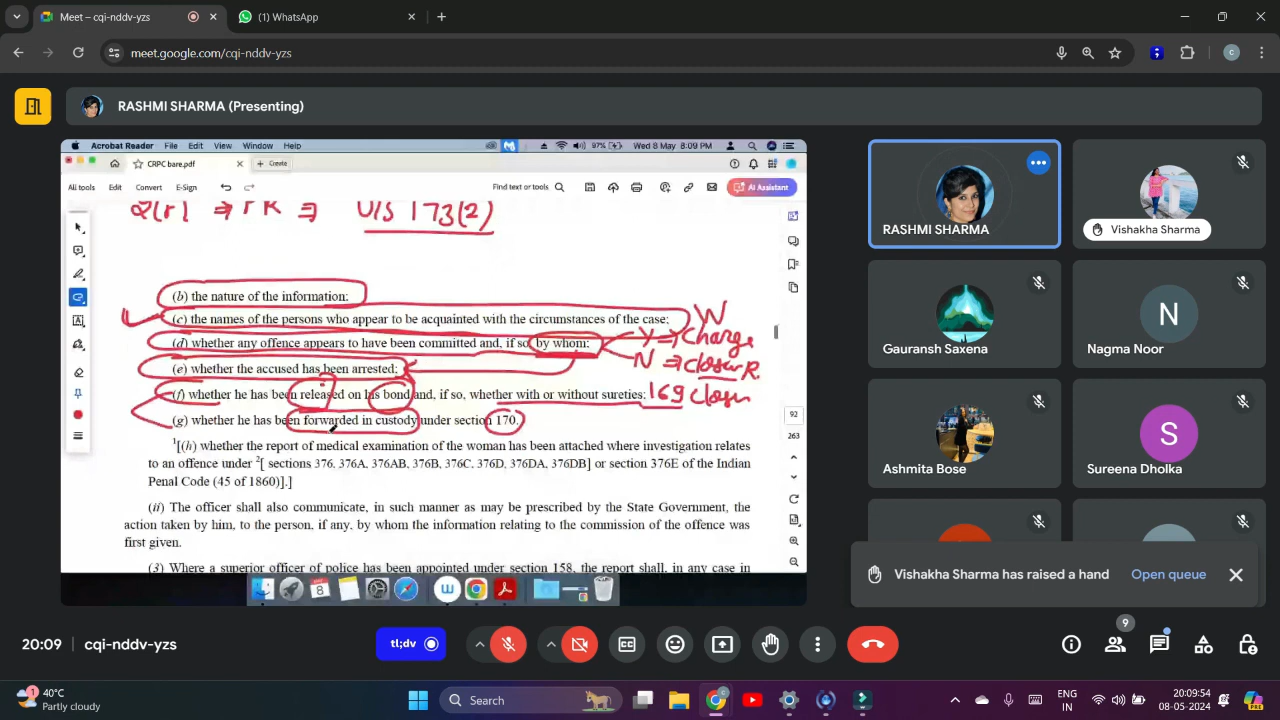 Meet – cqi-nddv-yzs
(1) WhatsApp
meet.google.com/cqi-nddv-yzs
c
RASHMI SHARMA (Presenting)
Acrobat Reader File Edit View Window Help
97% Wed 8 May 8:09 PM
CRPC bare.pdf
Create
All tools Edit Convert E-Sign
Find text or tools
AI Assistant
U/S 173(2)
(b) the nature of the information;
(c) the names of the persons who appear to be acquainted with the circumstances of the case; W
(d) whether any offence appears to have been committed and, if so by whom; Y ⇒ Charge
N ⇒ closur R.
(e) whether the accused has been arrested;
(f) whether he has been released on his bond and, if so, whether with or without sureties; 169 closur
(g) whether he has been forwarded in custody under section 170.
1[(h) whether the report of medical examination of the woman has been attached where investigation relates
to an offence under 2[ sections 376, 376A, 376AB, 376B, 376C, 376D, 376DA, 376DB] or section 376E of the Indian
Penal Code (45 of 1860)].]
(ii) The officer shall also communicate, in such manner as may be prescribed by the State Government, the
action taken by him, to the person, if any, by whom the information relating to the commission of the offence was
first given.
(3) Where a superior officer of police has been appointed under section 158, the report shall, in any case in
92
263
8
W
RASHMI SHARMA
Vishakha Sharma
Gauransh Saxena
N
Nagma Noor
Ashmita Bose
S
Sureena Dholka
Vishakha Sharma has raised a hand
Open queue
20:09 cqi-nddv-yzs
tl;dv
9
1
40°C
Partly cloudy
Search
ENG
IN
20:09:54
08-05-2024